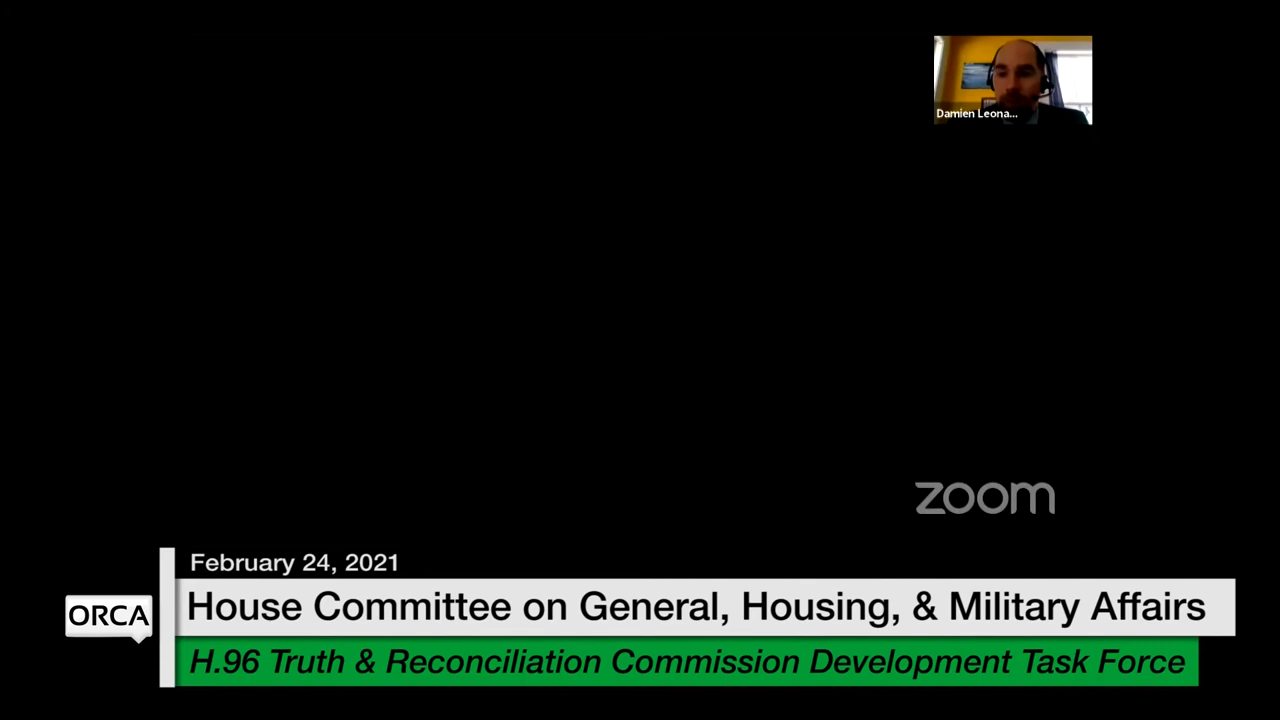 Damien Leona...
zoom
February 24, 2021
House Committee on General, Housing, & Military Affairs
ORCA
H.96 Truth & Reconciliation Commission Development Task Force